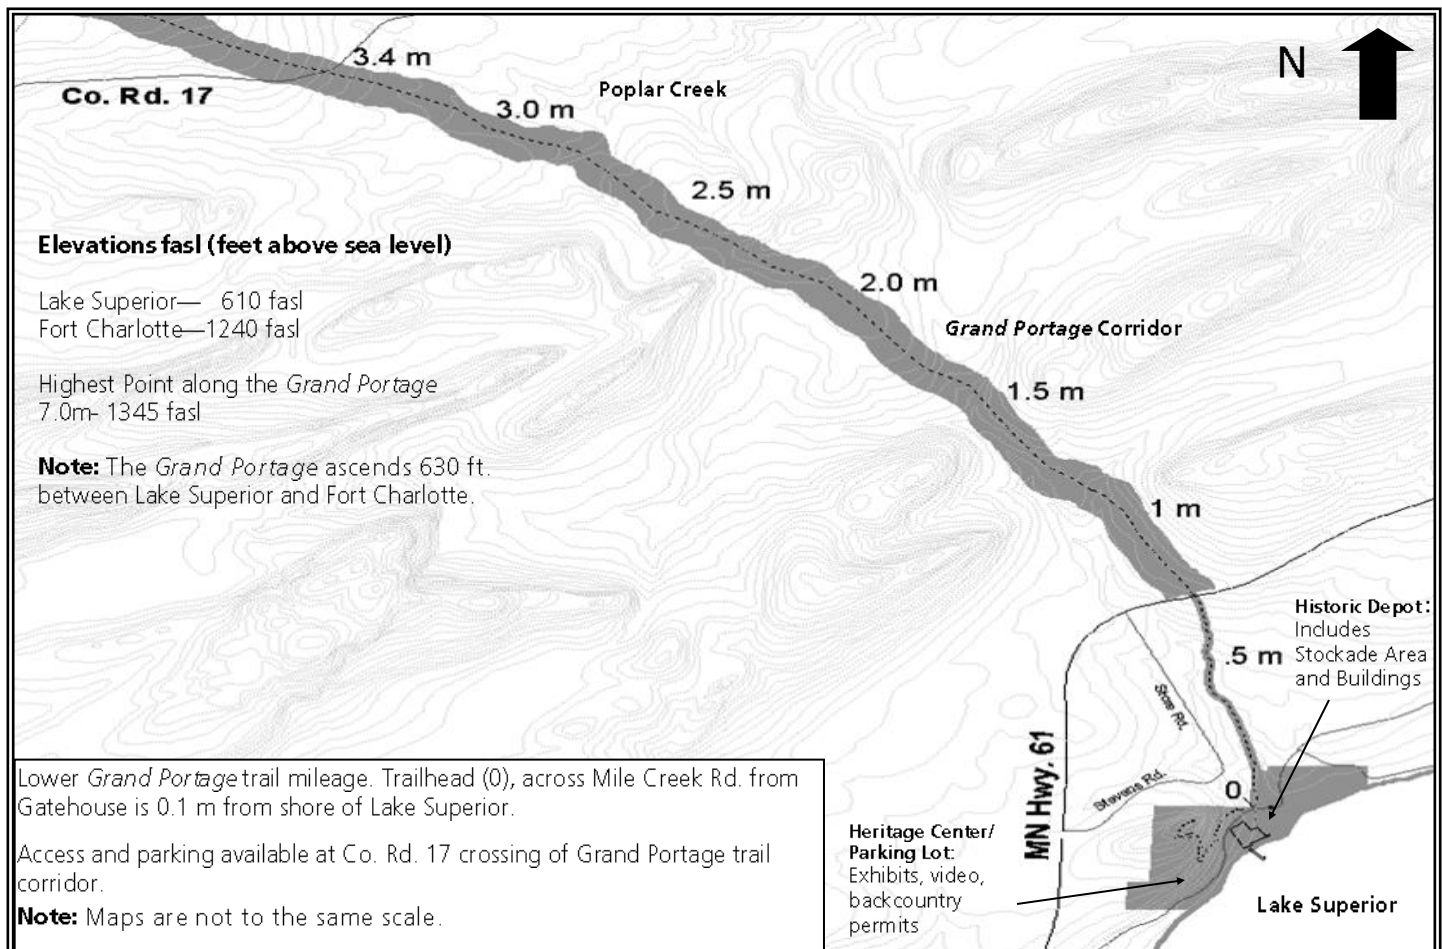 3.4 m
N
Co. Rd. 17
Poplar Creek
3.0 m
2.5 m
Elevations fasl (feet above sea level)
Lake Superior— 610 fasl
Fort Charlotte—1240 fasl
2.0 m
Grand Portage Corridor
Highest Point along the Grand Portage
7.0m- 1345 fasl
1.5 m
Note: The Grand Portage ascends 630 ft.
between Lake Superior and Fort Charlotte.
1 m
Historic Depot:
Includes
Stockade Area
and Buildings
.5 m
Stow Rd.
MN Hwy. 61
Stevens Rd.
0
Lower Grand Portage trail mileage. Trailhead (0), across Mile Creek Rd. from
Gatehouse is 0.1 m from shore of Lake Superior.
Access and parking available at Co. Rd. 17 crossing of Grand Portage trail
corridor.
Note: Maps are not to the same scale.
Heritage Center/
Parking Lot:
Exhibits, video,
backcountry
permits
Lake Superior